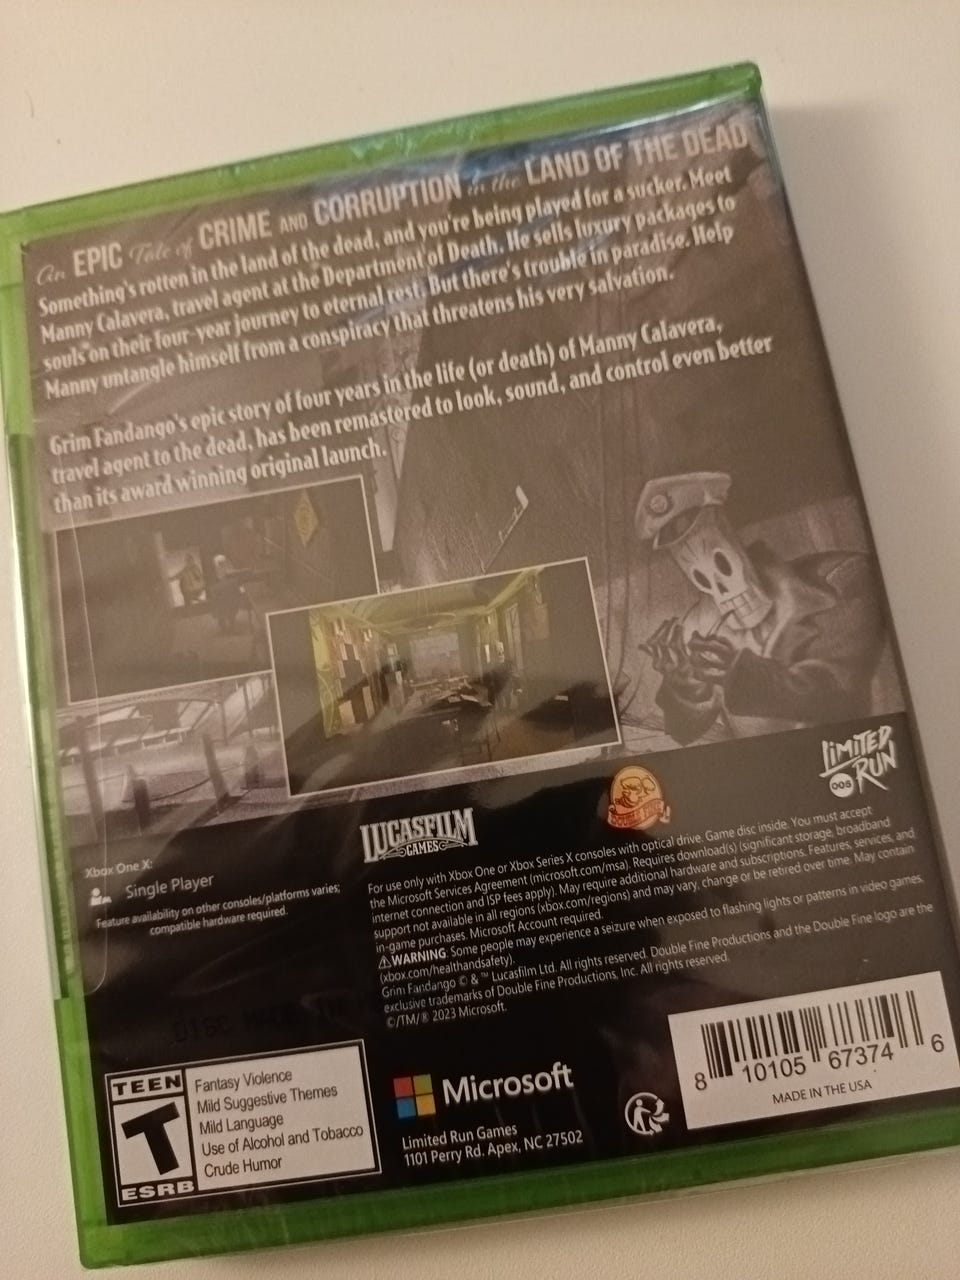 An EPIC Tale of CRIME AND CORRUPTION in the LAND OF THE DEAD
Something's rotten in the land of the dead, and you're being played for a sucker. Meet
Manny Calavera, travel agent at the Department of Death. He sells luxury packages to
souls on their four-year journey to eternal rest. But there's trouble in paradise. Help
Manny untangle himself from a conspiracy that threatens his very salvation.
Grim Fandango's epic story of four years in the life (or death) of Manny Calavera,
travel agent to the dead, has been remastered to look, sound, and control even better
than its award winning original launch.
LIMITED
RUN
005
LUCASFILM
GAMES
DOUBLE FINE
Xbox One X:
Single Player
Feature availability on other consoles/platforms varies;
compatible hardware required.
For use only with Xbox One or Xbox Series X consoles with optical drive. Game disc inside. You must accept
the Microsoft Services Agreement (microsoft.com/msa). Requires download(s) (significant storage, broadband
internet connection and ISP fees apply). May require additional hardware and subscriptions. Features, services, and
support not available in all regions (xbox.com/regions) and may vary, change or be retired over time. May contain
in-game purchases. Microsoft Account required.
⚠WARNING: Some people may experience a seizure when exposed to flashing lights or patterns in video games.
(xbox.com/healthandsafety).
Grim Fandango © & ™ Lucasfilm Ltd. All rights reserved. Double Fine Productions and the Double Fine logo are the
exclusive trademarks of Double Fine Productions, Inc. All rights reserved.
©/TM/® 2023 Microsoft.
DISC MADE IN
TEEN
T
ESRB
Fantasy Violence
Mild Suggestive Themes
Mild Language
Use of Alcohol and Tobacco
Crude Humor
Microsoft
Limited Run Games
1101 Perry Rd. Apex, NC 27502
8 10105 67374 6
MADE IN THE USA